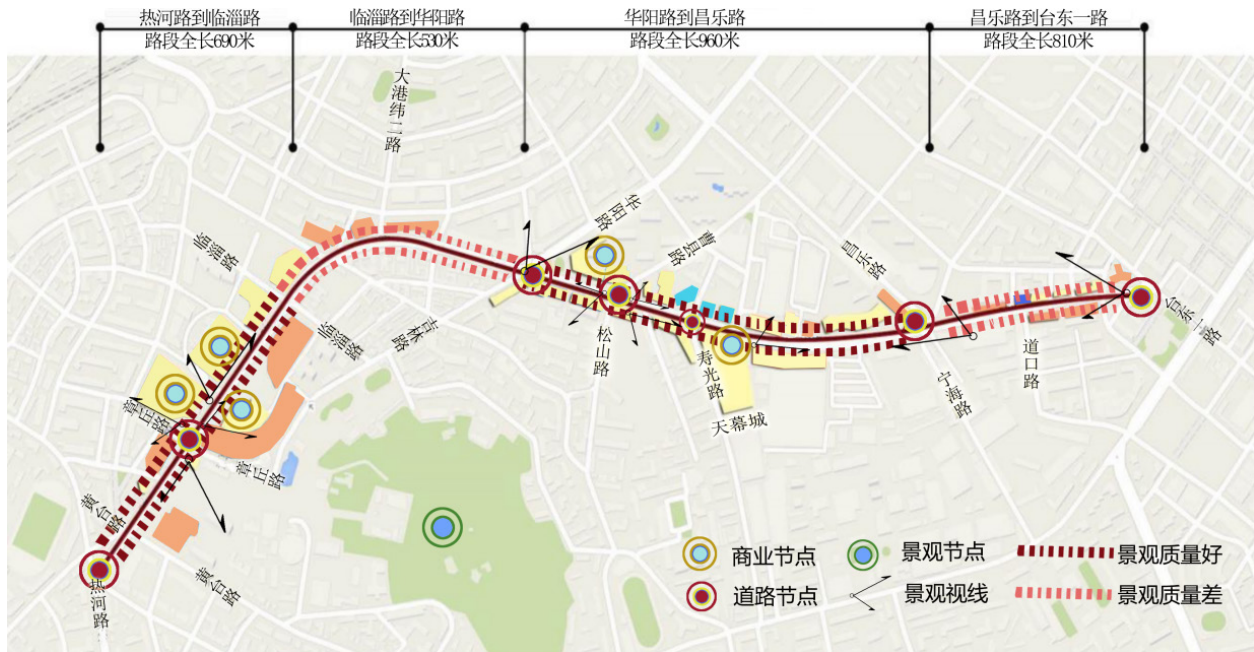 热河路到临淄路
路段全长690米
临淄路到华阳路
路段全长530米
华阳路到昌乐路
路段全长960米
昌乐路到台东一路
路段全长810米
大港纬二路
华阳路
曹县路
昌乐路
临淄路
临淄路
吉林路
松山路
寿光路
天幕城
宁海路
道口路
台东一路
章丘路
章丘路
黄台路
黄台路
热河路
商业节点
景观节点
景观质量好
道路节点
景观视线
景观质量差